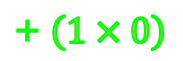 + (1 × 0)